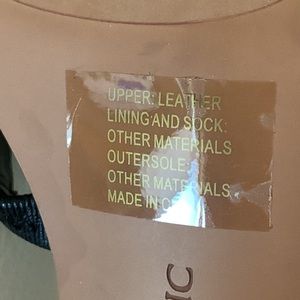 UPPER: LEATHER
LINING AND SOCK:
OTHER MATERIALS
OUTERSOLE:
OTHER MATERIALS
MADE IN